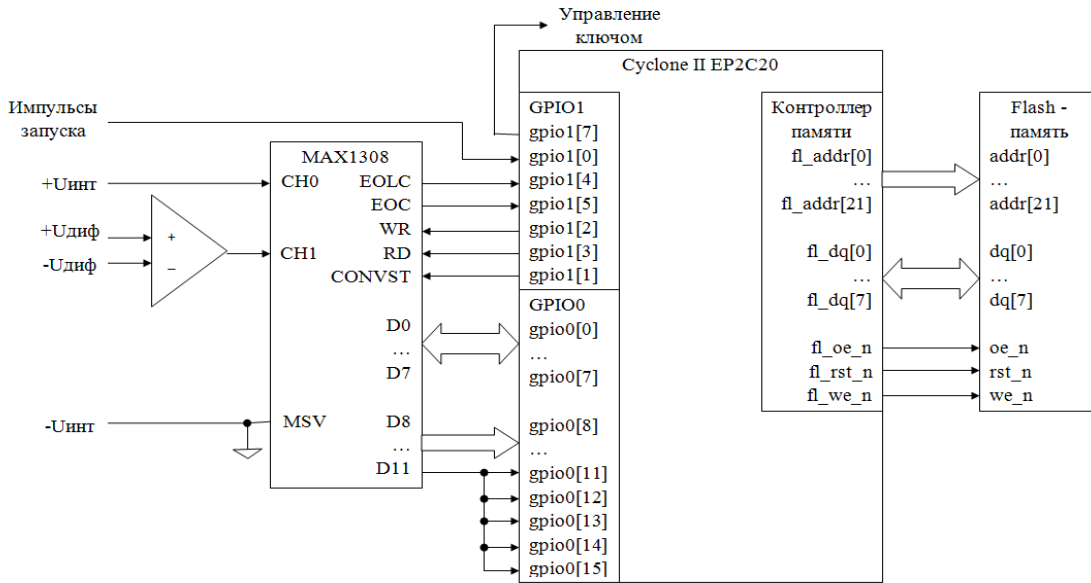 Управление
ключом
Cyclone II EP2C20
Импульсы
запуска
GPIO1
gpio1[7]
gpio1[0]
gpio1[4]
gpio1[5]
gpio1[2]
gpio1[3]
gpio1[1]
GPIO0
gpio0[0]
...
gpio0[7]
gpio0[8]
...
gpio0[11]
gpio0[12]
gpio0[13]
gpio0[14]
gpio0[15]
MAX1308
CH0
EOLC
EOC
WR
CH1
RD
CONVST
D0
...
D7
MSV
D8
...
D11
+Uинт
+Uдиф
-Uдиф
+
−
-Uинт
Контроллер
памяти
fl_addr[0]
...
fl_addr[21]
fl_dq[0]
...
fl_dq[7]
fl_oe_n
fl_rst_n
fl_we_n
Flash -
память
addr[0]
...
addr[21]
dq[0]
...
dq[7]
oe_n
rst_n
we_n